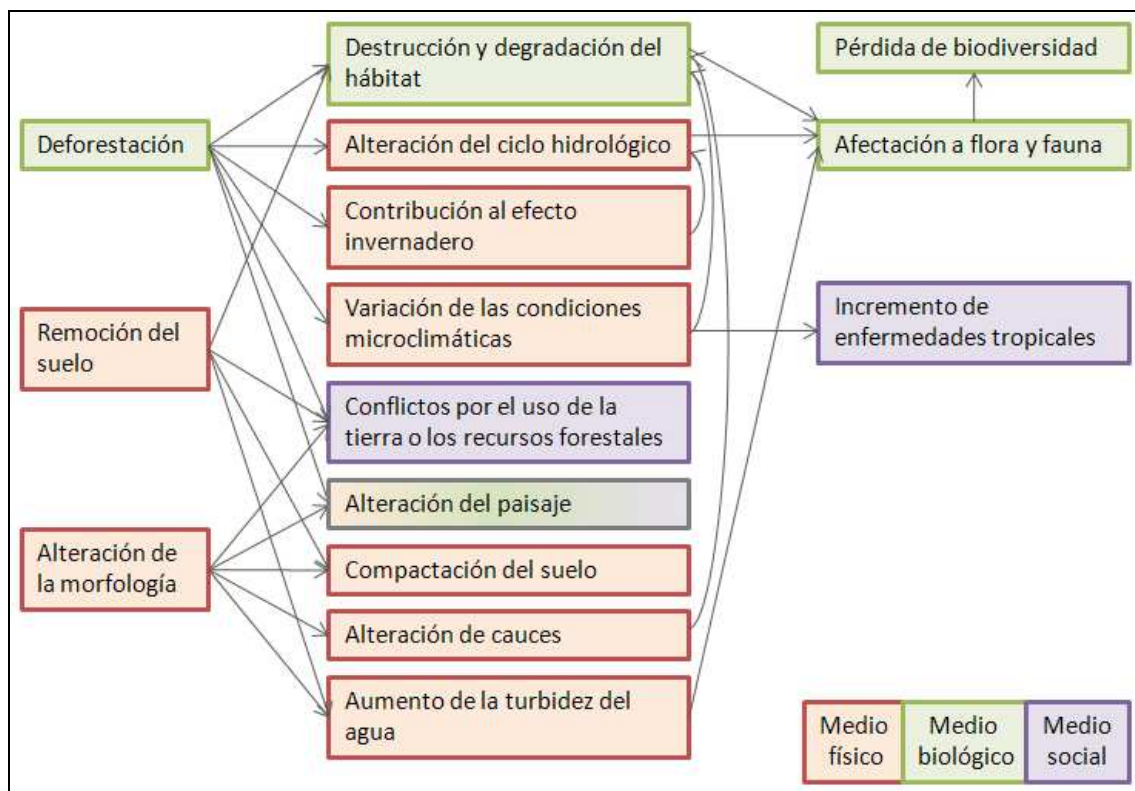 Deforestación
Remoción del
suelo
Alteración de
la morfología
Destrucción y degradación del
hábitat
Alteración del ciclo hidrológico
Contribución al efecto
invernadero
Variación de las condiciones
microclimáticas
Conflictos por el uso de la
tierra o los recursos forestales
Alteración del paisaje
Compactación del suelo
Alteración de cauces
Aumento de la turbidez del
agua
Pérdida de biodiversidad
Afectación a flora y fauna
Incremento de
enfermedades tropicales
Medio
físico
Medio
biológico
Medio
social